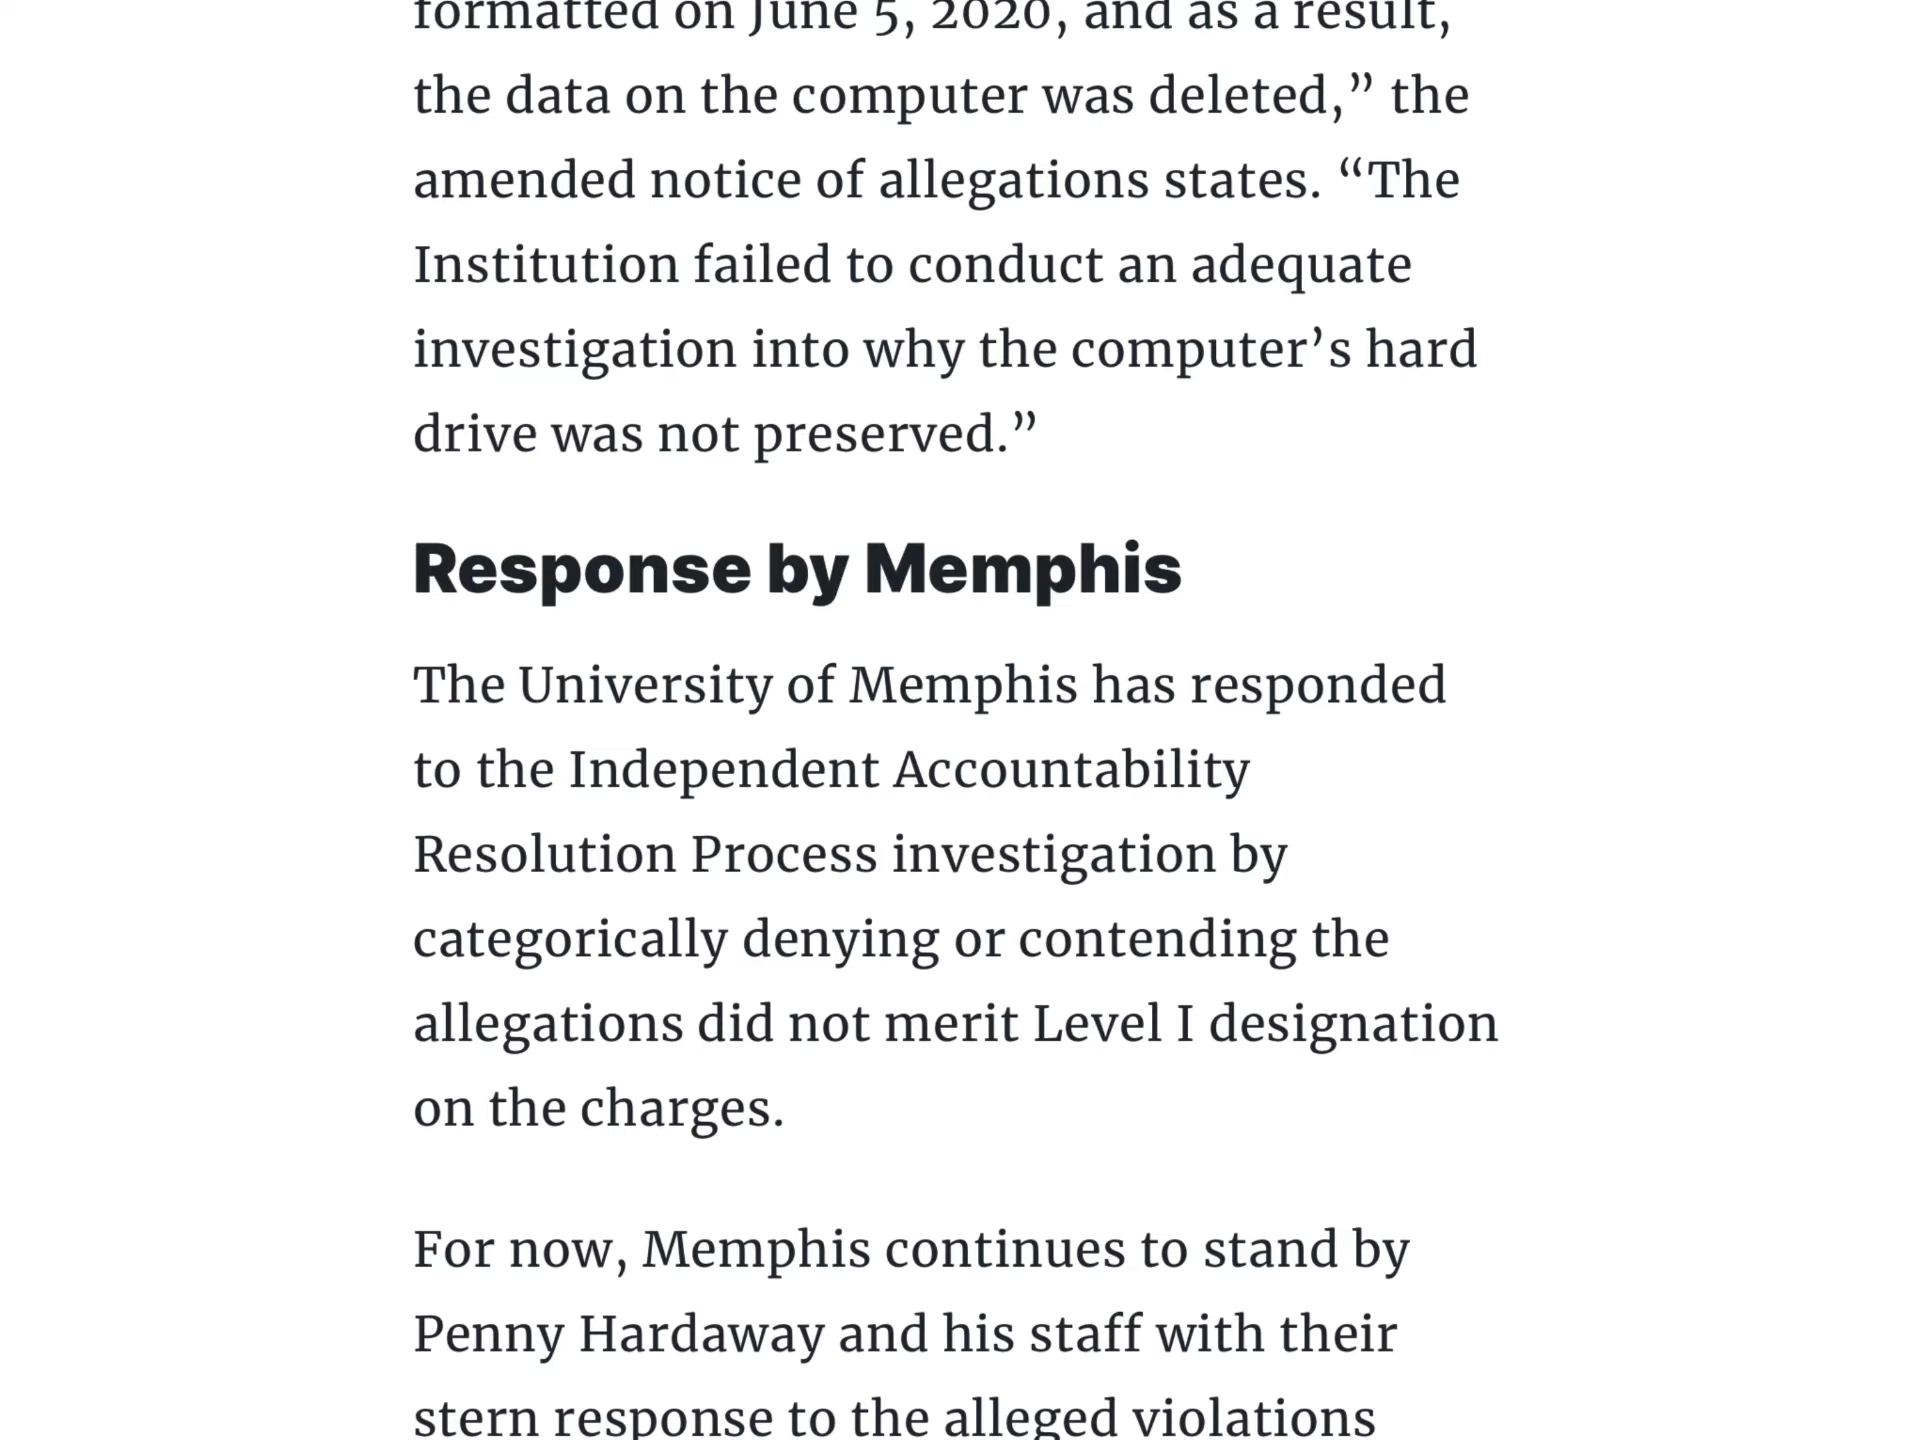 formatted on June 5, 2020, and as a result,
the data on the computer was deleted,” the
amended notice of allegations states. “The
Institution failed to conduct an adequate
investigation into why the computer’s hard
drive was not preserved.”
Response by Memphis
The University of Memphis has responded
to the Independent Accountability
Resolution Process investigation by
categorically denying or contending the
allegations did not merit Level I designation
on the charges.
For now, Memphis continues to stand by
Penny Hardaway and his staff with their
stern response to the alleged violations